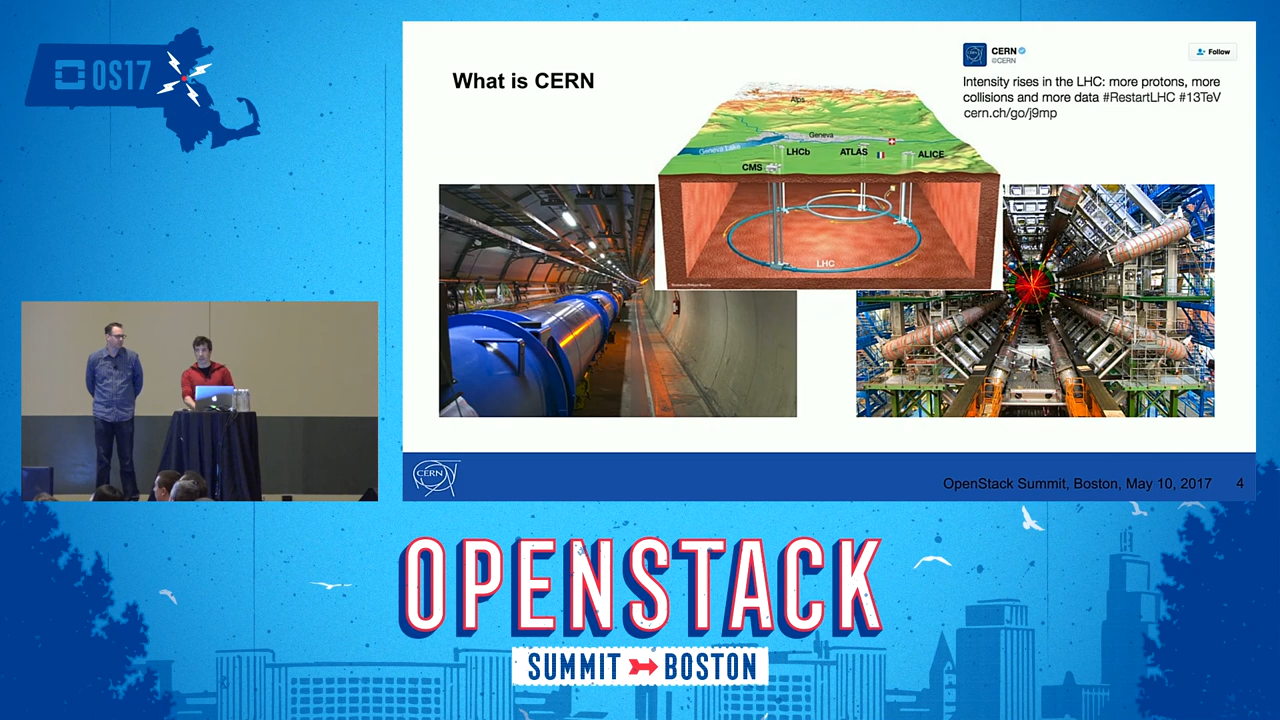 OS17
What is CERN
CERN
@CERN
Follow
Intensity rises in the LHC: more protons, more
collisions and more data #RestartLHC #13TeV
cern.ch/go/j9mp
Alps
Geneva
Geneva Lake
LHCb
ATLAS
ALICE
CMS
LHC
CERN
OpenStack Summit, Boston, May 10, 2017 4
OPENSTACK
SUMMIT BOSTON